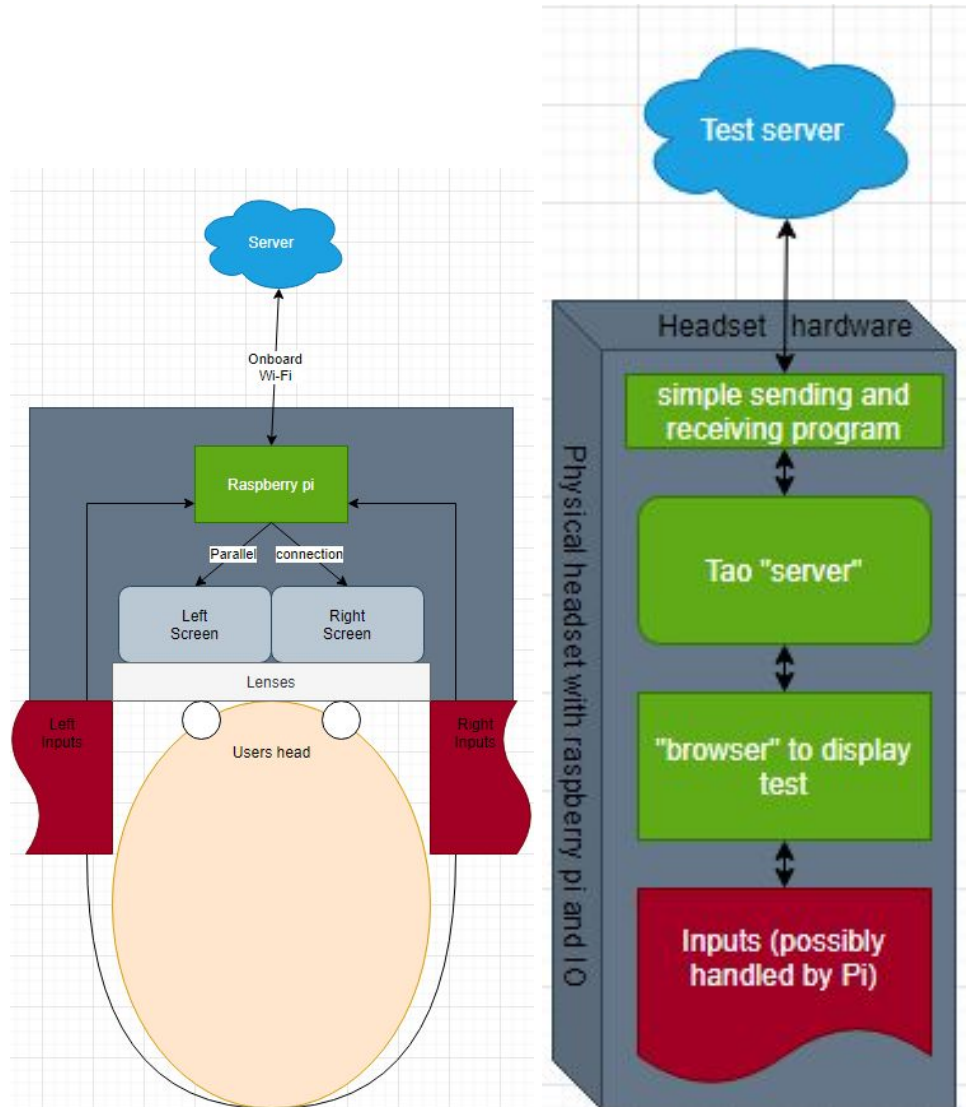 Server
Onboard
Wi-Fi
Raspberry pi
Parallel
connection
Left
Screen
Right
Screen
Lenses
Left
Inputs
Right
Inputs
Users head
Test server
Headset hardware
simple sending and
receiving program
Physical headset with raspberry pi and IO
Tao "server"
"browser" to display
test
Inputs (possibly
handled by Pi)